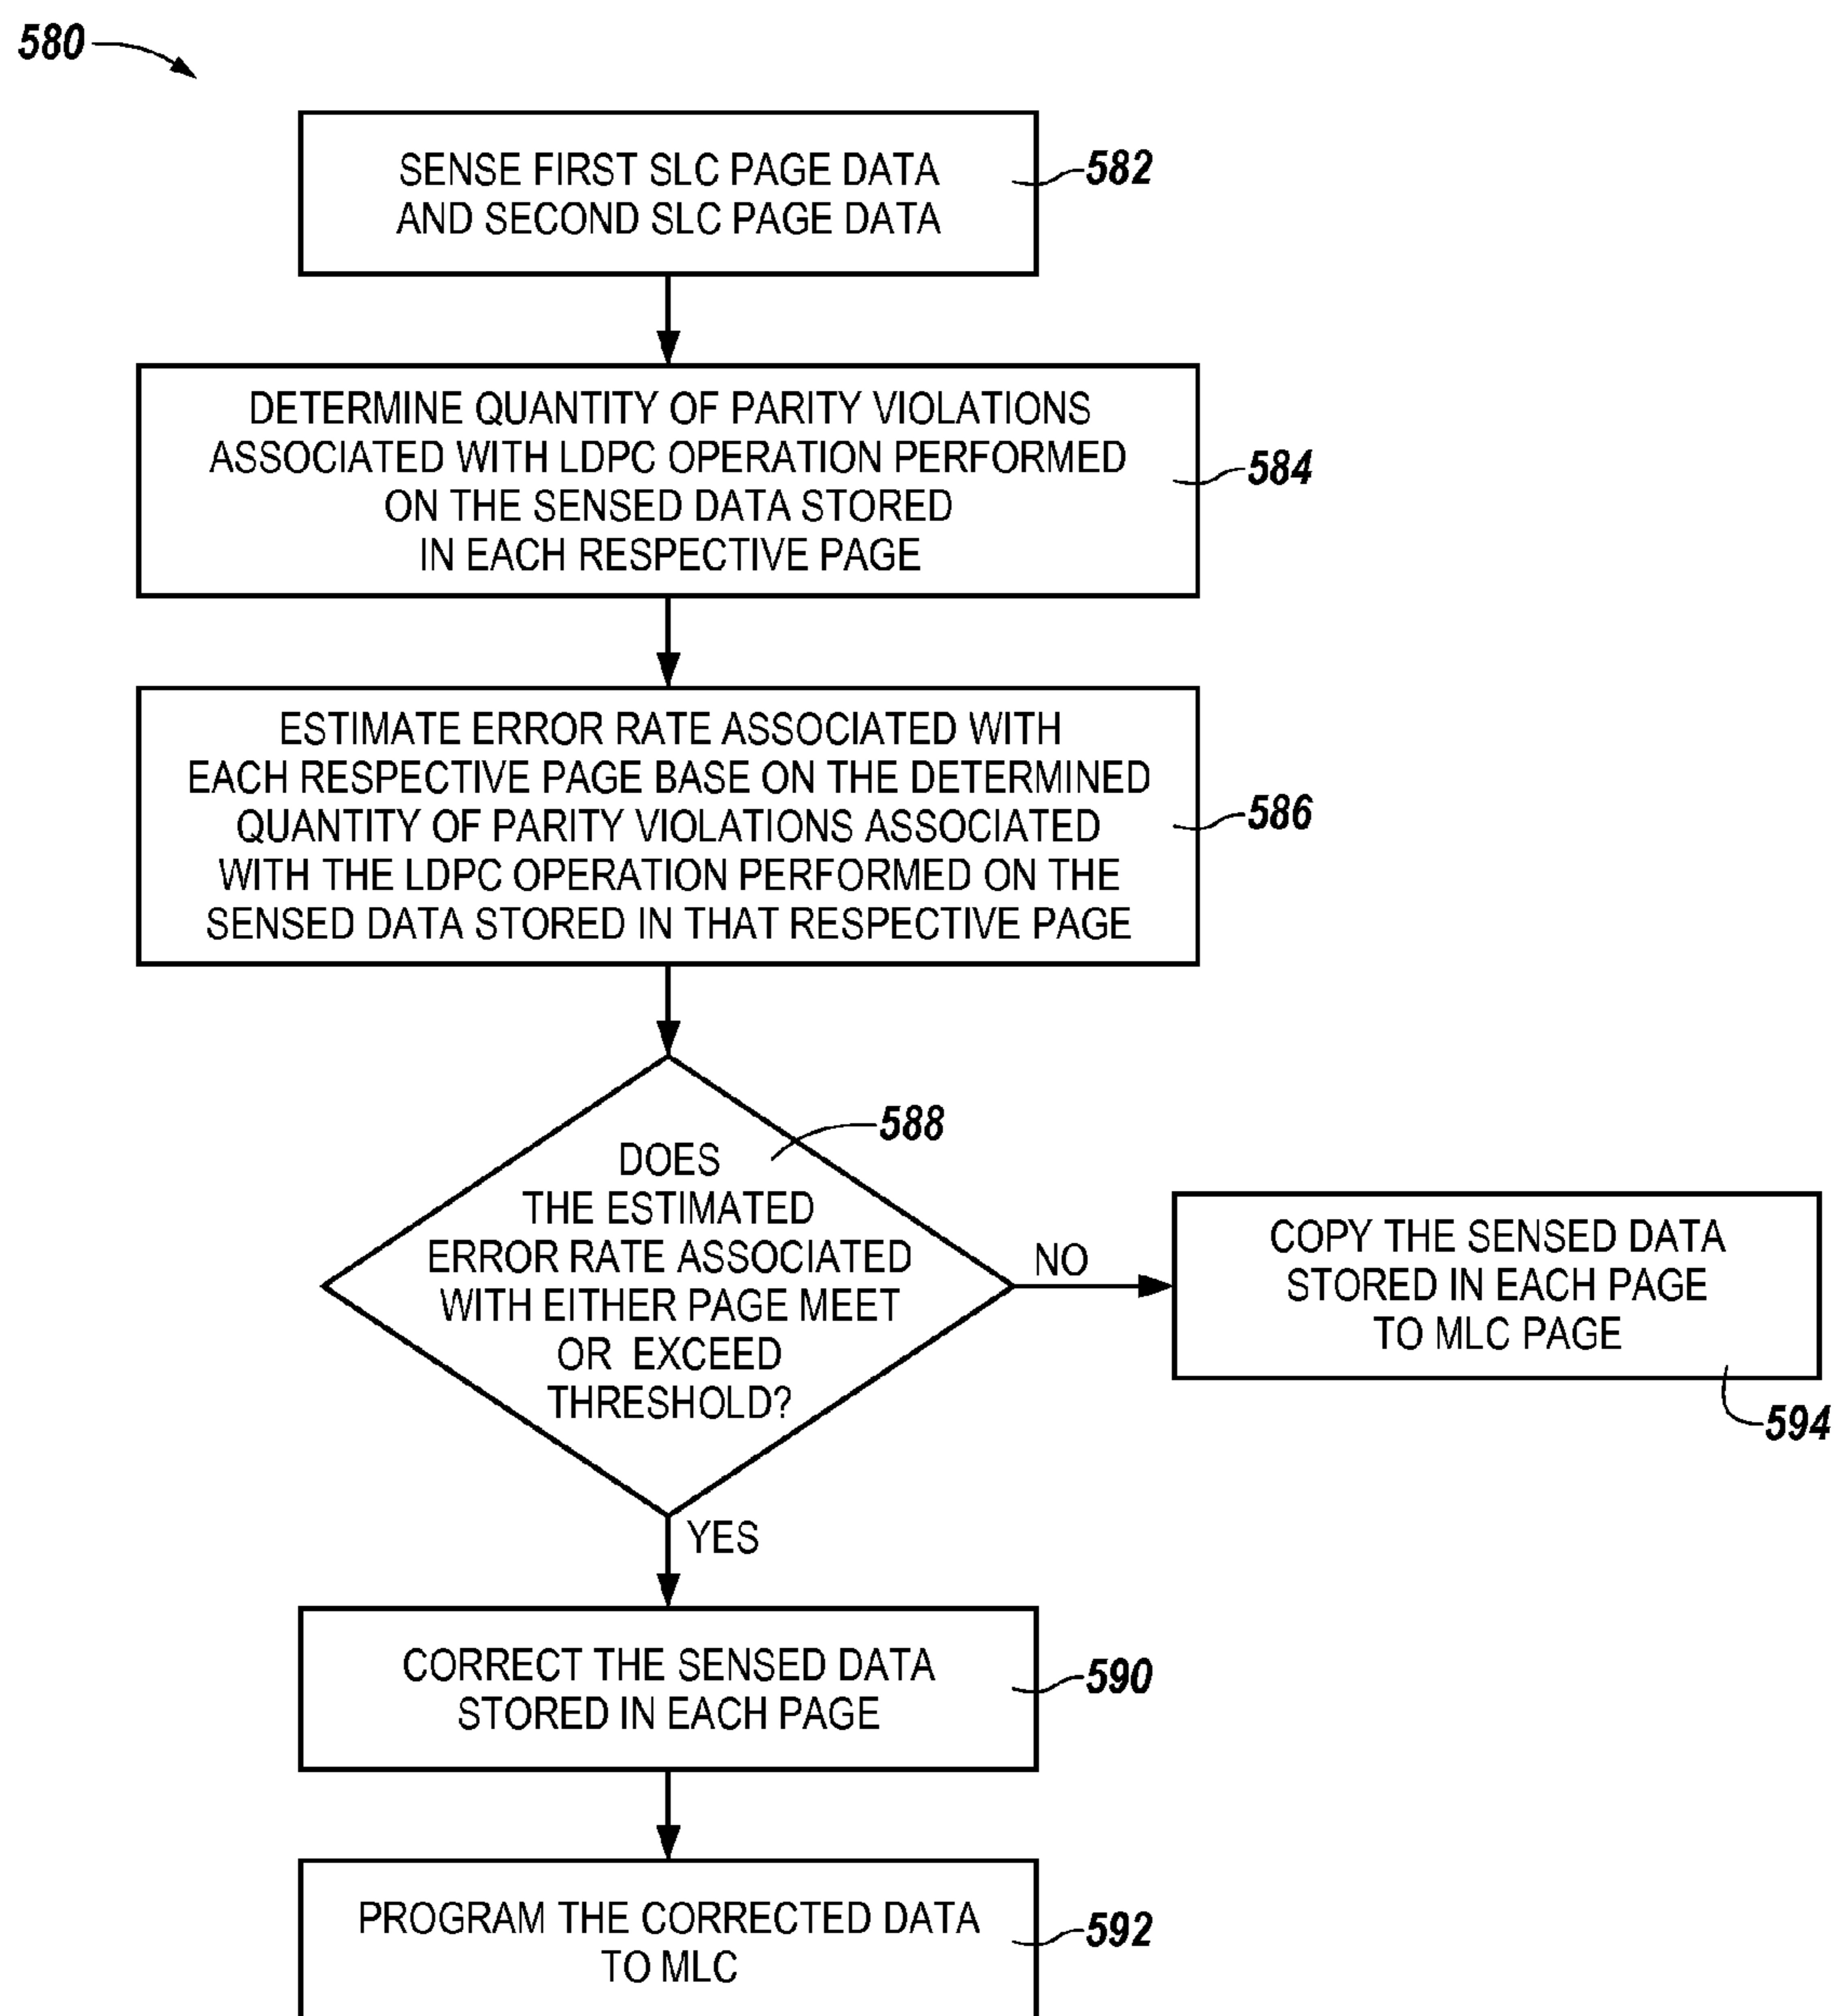 580
SENSE FIRST SLC PAGE DATA
AND SECOND SLC PAGE DATA
582
DETERMINE QUANTITY OF PARITY VIOLATIONS
ASSOCIATED WITH LDPC OPERATION PERFORMED
ON THE SENSED DATA STORED
IN EACH RESPECTIVE PAGE
584
ESTIMATE ERROR RATE ASSOCIATED WITH
EACH RESPECTIVE PAGE BASE ON THE DETERMINED
QUANTITY OF PARITY VIOLATIONS ASSOCIATED
WITH THE LDPC OPERATION PERFORMED ON THE
SENSED DATA STORED IN THAT RESPECTIVE PAGE
586
588
DOES
THE ESTIMATED
ERROR RATE ASSOCIATED
WITH EITHER PAGE MEET
OR EXCEED
THRESHOLD?
NO
COPY THE SENSED DATA
STORED IN EACH PAGE
TO MLC PAGE
594
YES
CORRECT THE SENSED DATA
STORED IN EACH PAGE
590
PROGRAM THE CORRECTED DATA
TO MLC
592